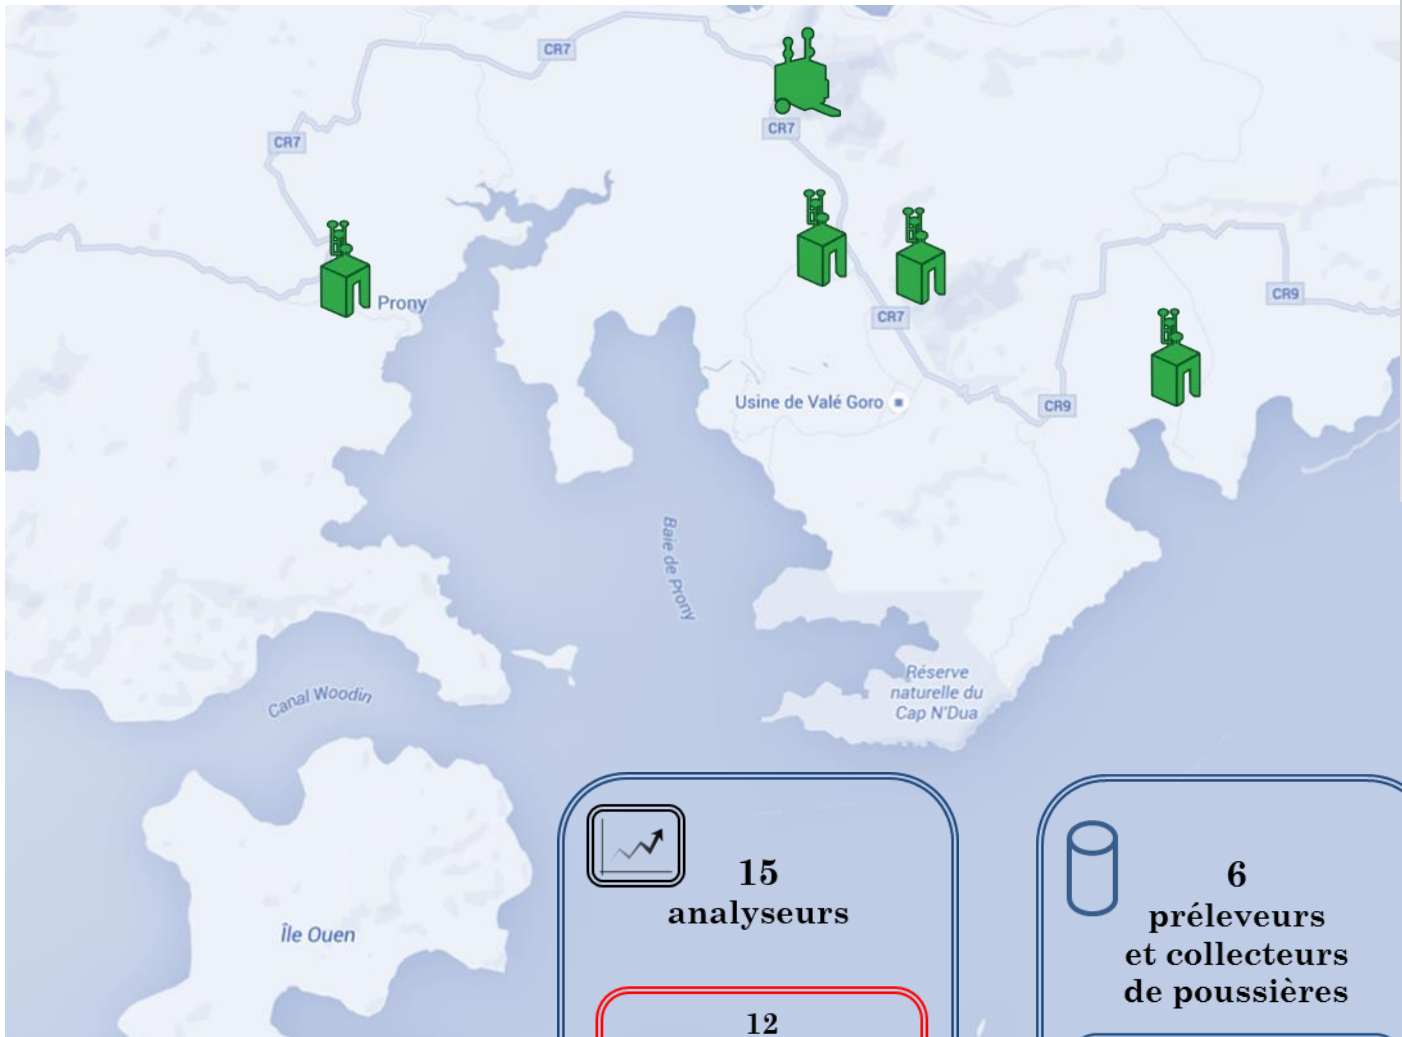 CR7
CR7
CR7
Prony
CR9
CR7
Usine de Valé Goro
CR9
Baie de Prony
Réserve
naturelle du
Cap N'Dua
Canal Woodin
15
analyseurs
6
préleveurs
et collecteurs
de poussières
Île Ouen
12